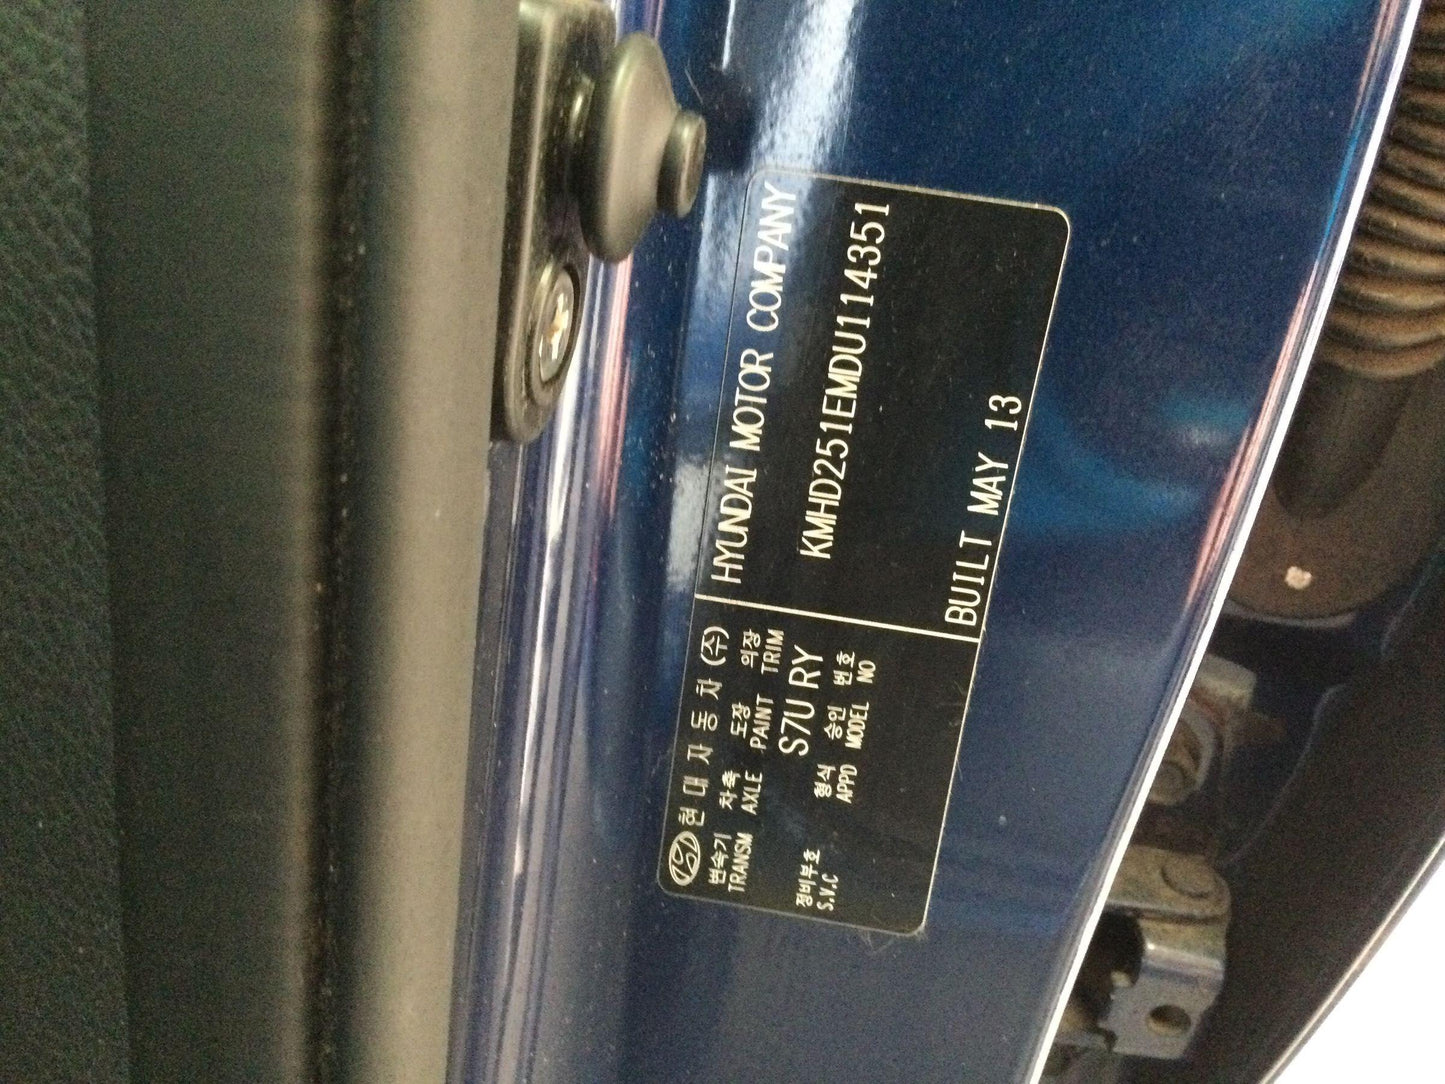 현대자동차(수)
변속기 차축 도장 의장
TRANSM AXLE PAINT TRIM
S7U RY
정비부호 형식 승인 번호
S.V.C APPD MODEL NO
HYUNDAI MOTOR COMPANY
KMHD251EMDU114351
BUILT MAY 13